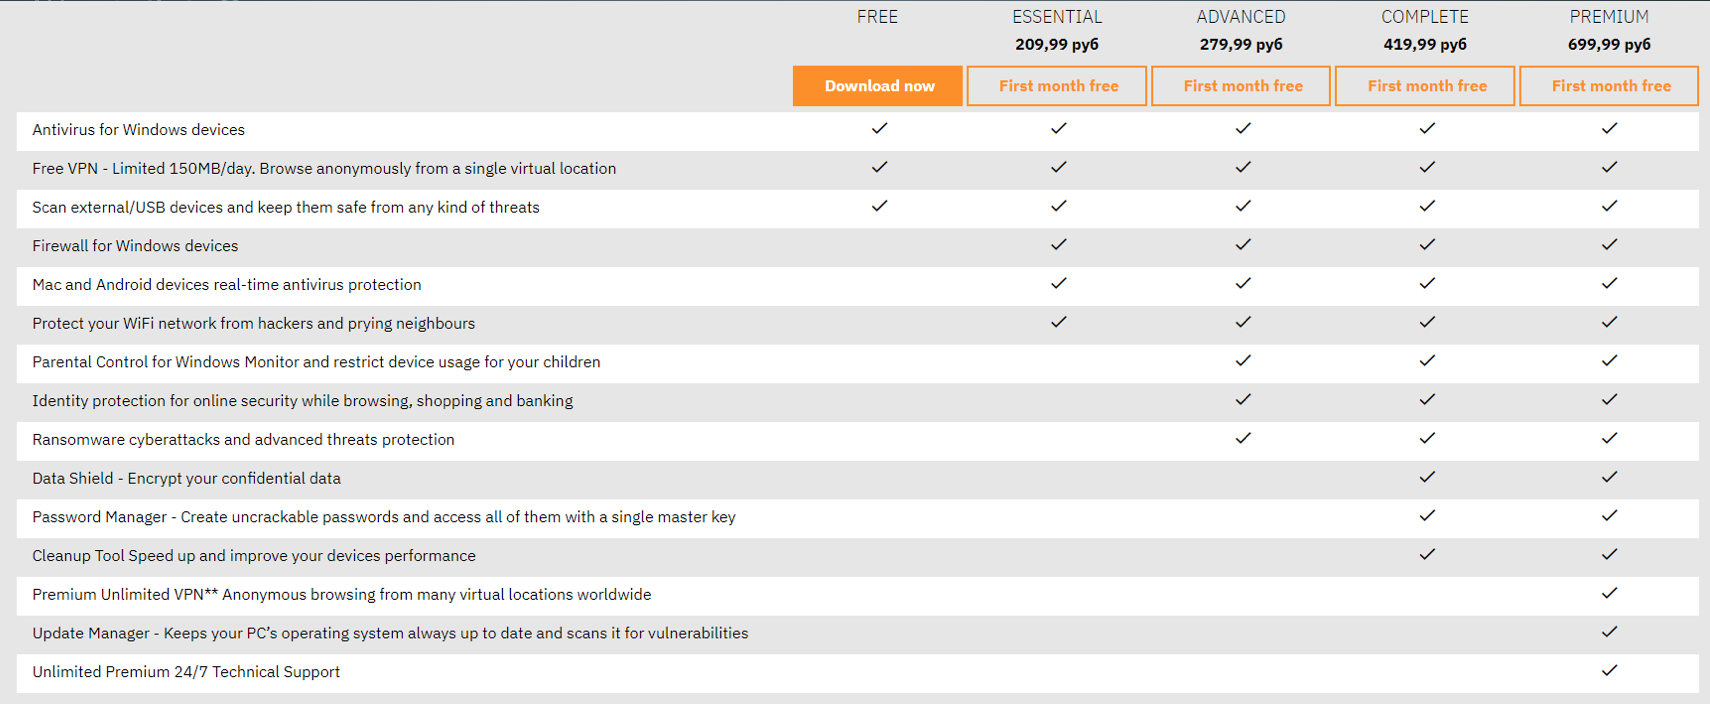 FREE ESSENTIAL ADVANCED COMPLETE PREMIUM
209,99 руб 279,99 руб 419,99 руб 699,99 руб
Download now First month free First month free First month free First month free
Antivirus for Windows devices
Free VPN - Limited 150MB/day. Browse anonymously from a single virtual location
Scan external/USB devices and keep them safe from any kind of threats
Firewall for Windows devices
Mac and Android devices real-time antivirus protection
Protect your WiFi network from hackers and prying neighbours
Parental Control for Windows Monitor and restrict device usage for your children
Identity protection for online security while browsing, shopping and banking
Ransomware cyberattacks and advanced threats protection
Data Shield - Encrypt your confidential data
Password Manager - Create uncrackable passwords and access all of them with a single master key
Cleanup Tool Speed up and improve your devices performance
Premium Unlimited VPN** Anonymous browsing from many virtual locations worldwide
Update Manager - Keeps your PC’s operating system always up to date and scans it for vulnerabilities
Unlimited Premium 24/7 Technical Support